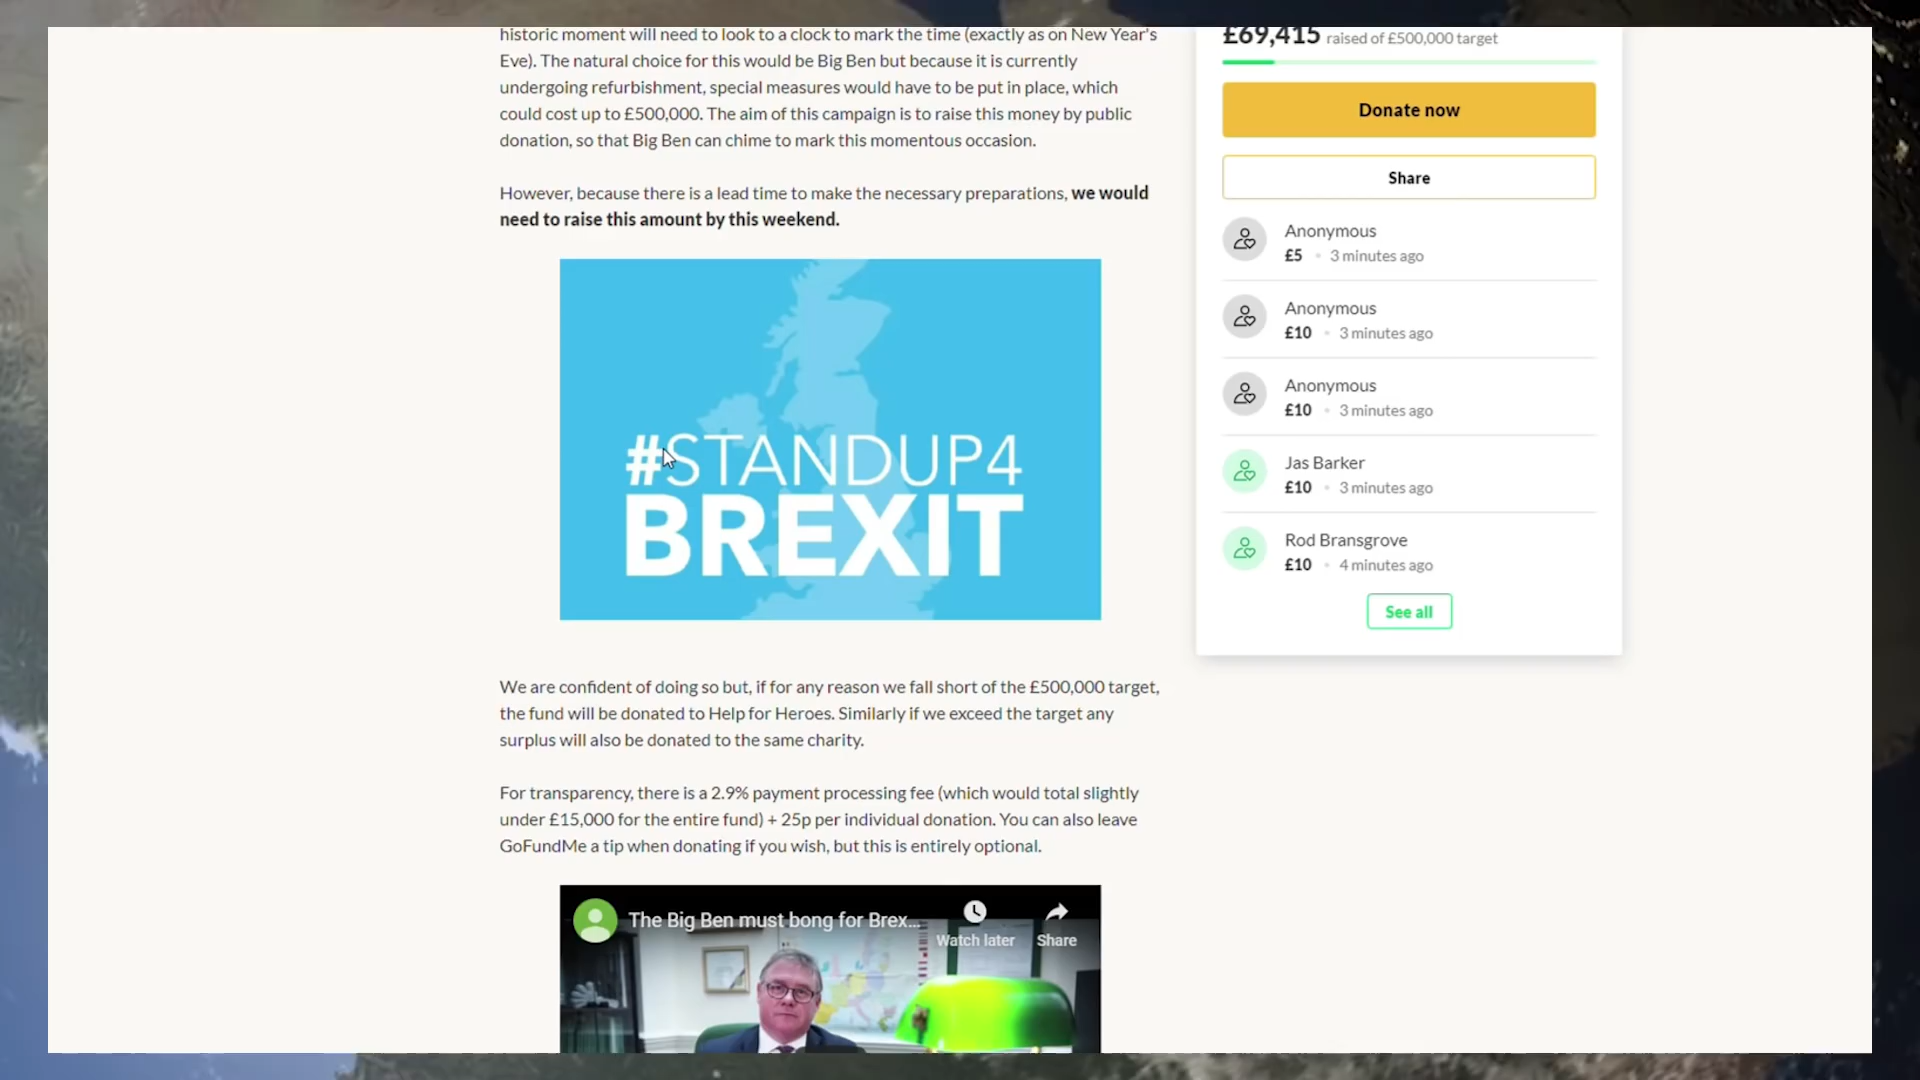 historic moment will need to look to a clock to mark the time (exactly as on New Year's
Eve). The natural choice for this would be Big Ben but because it is currently
undergoing refurbishment, special measures would have to be put in place, which
could cost up to £500,000. The aim of this campaign is to raise this money by public
donation, so that Big Ben can chime to mark this momentous occasion.
However, because there is a lead time to make the necessary preparations, we would
need to raise this amount by this weekend.
#STANDUP4
BREXIT
We are confident of doing so but, if for any reason we fall short of the £500,000 target,
the fund will be donated to Help for Heroes. Similarly if we exceed the target any
surplus will also be donated to the same charity.
For transparency, there is a 2.9% payment processing fee (which would total slightly
under £15,000 for the entire fund) + 25p per individual donation. You can also leave
GoFundMe a tip when donating if you wish, but this is entirely optional.
The Big Ben must bong for Brex...
Watch later
Share
£69,415 raised of £500,000 target
Donate now
Share
Anonymous
£5 • 3 minutes ago
Anonymous
£10 • 3 minutes ago
Anonymous
£10 • 3 minutes ago
Jas Barker
£10 • 3 minutes ago
Rod Bransgrove
£10 • 4 minutes ago
See all